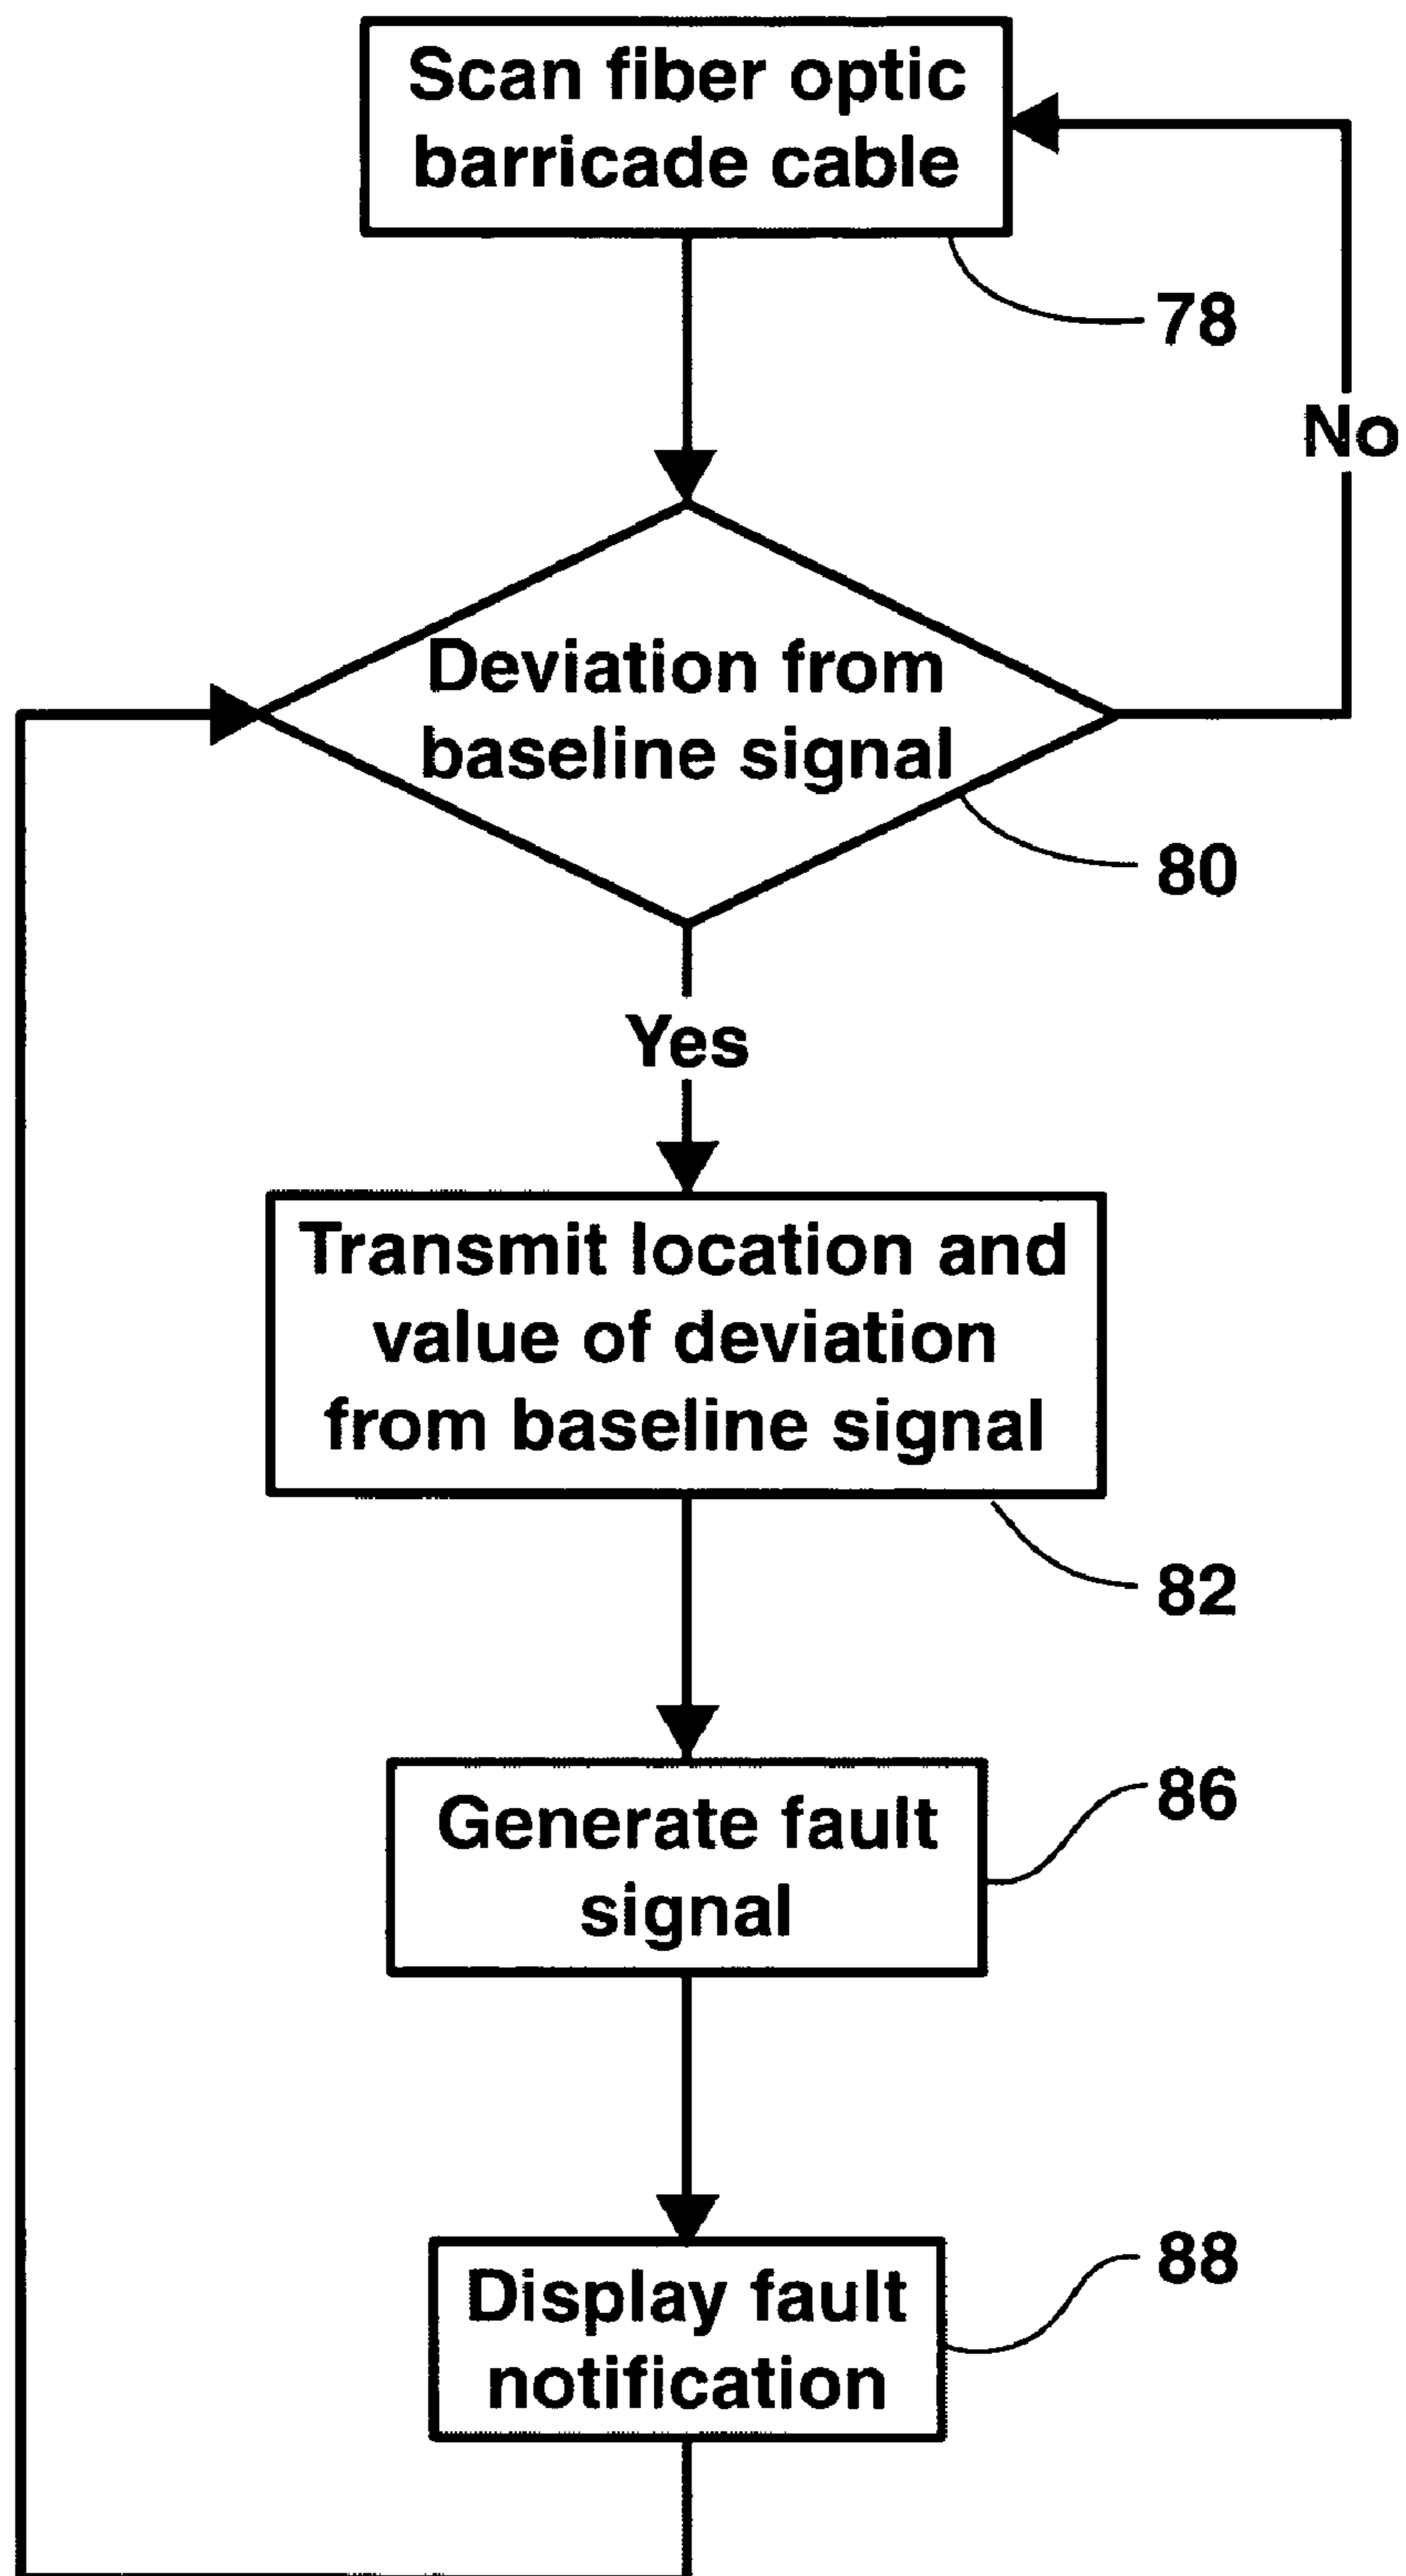 Scan fiber optic
barricade cable
78
No
Deviation from
baseline signal
80
Yes
Transmit location and
value of deviation
from baseline signal
82
Generate fault
signal
86
Display fault
notification
88